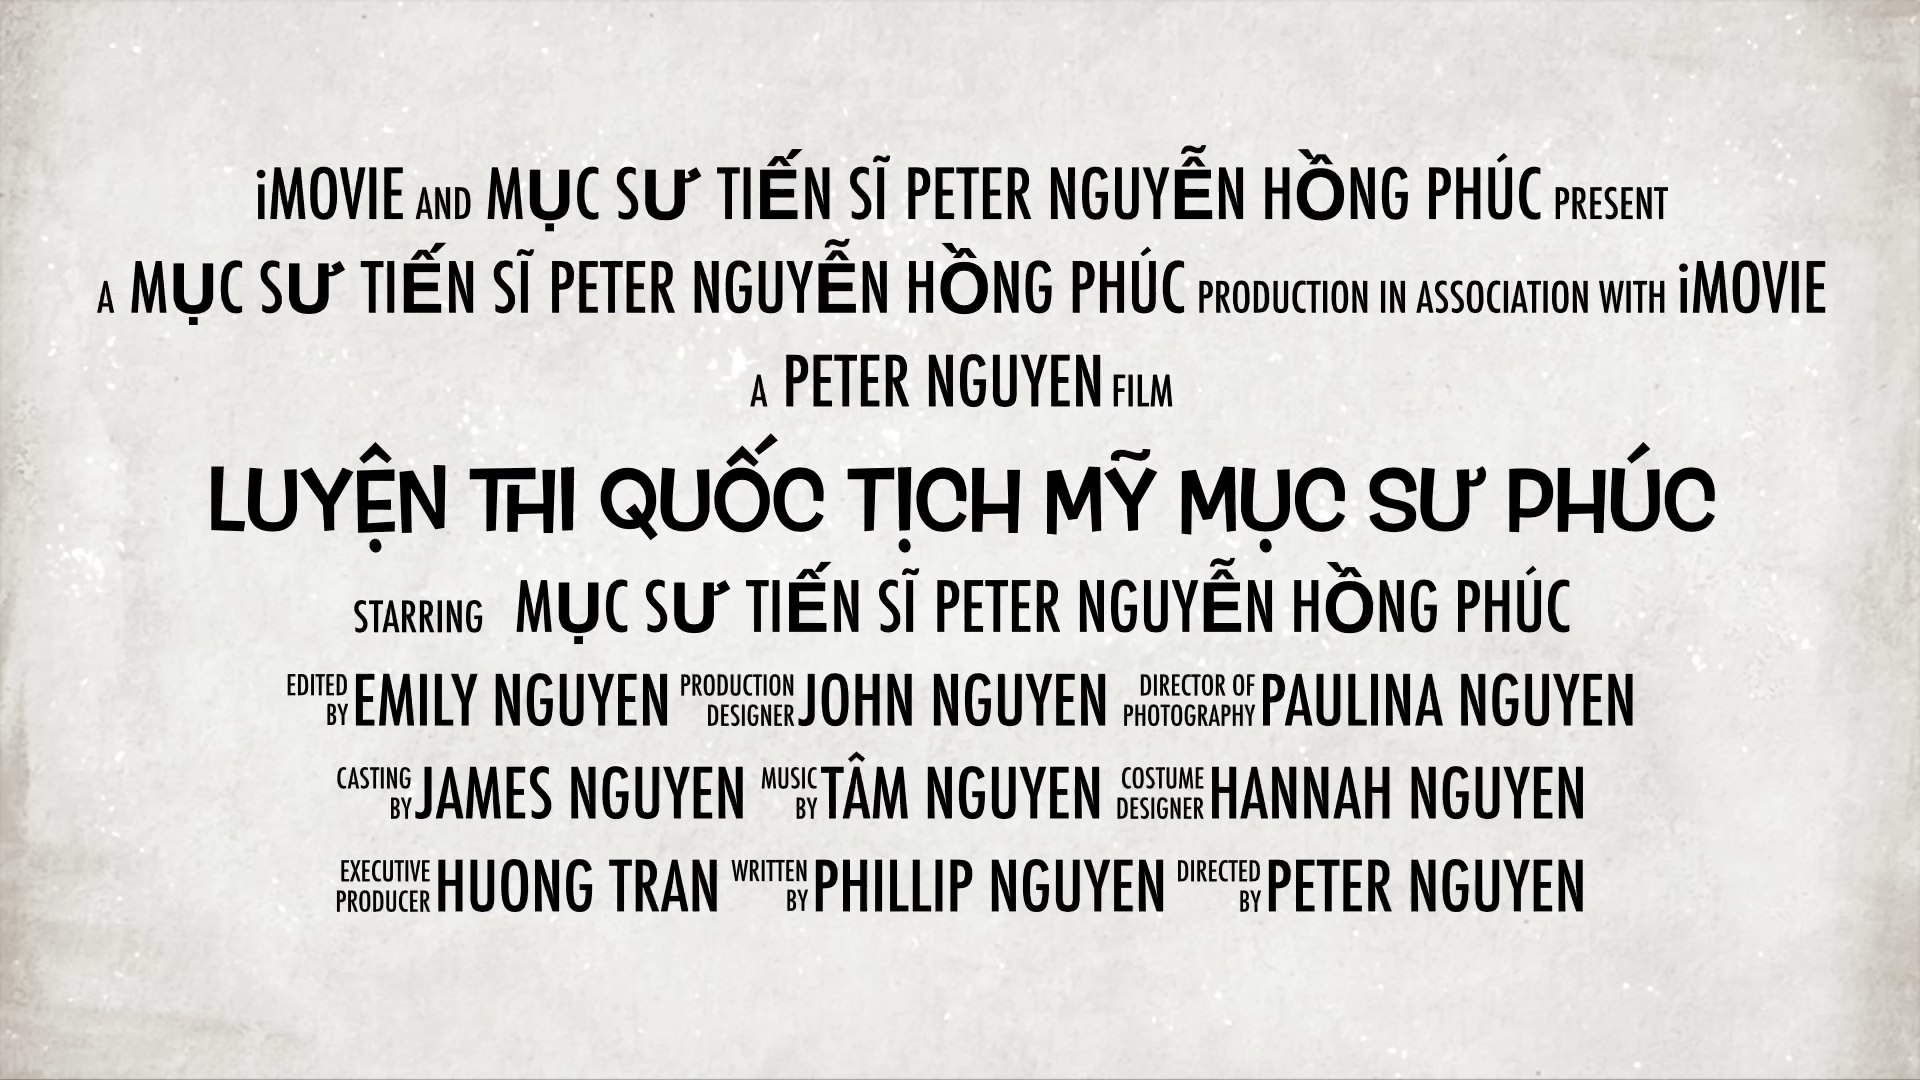 iMOVIE AND MỤC SƯ TIẾN SĨ PETER NGUYỄN HỒNG PHÚC PRESENT
A MỤC SƯ TIẾN SĨ PETER NGUYỄN HỒNG PHÚC PRODUCTION IN ASSOCIATION WITH iMOVIE
A PETER NGUYEN FILM
LUYỆN THI QUỐC TỊCH MỸ MỤC SƯ PHÚC
STARRING MỤC SƯ TIẾN SĨ PETER NGUYỄN HỒNG PHÚC
EDITED BY EMILY NGUYEN PRODUCTION DESIGNER JOHN NGUYEN DIRECTOR OF PHOTOGRAPHY PAULINA NGUYEN
CASTING BY JAMES NGUYEN MUSIC BY TÂM NGUYEN COSTUME DESIGNER HANNAH NGUYEN
EXECUTIVE PRODUCER HUONG TRAN WRITTEN BY PHILLIP NGUYEN DIRECTED BY PETER NGUYEN